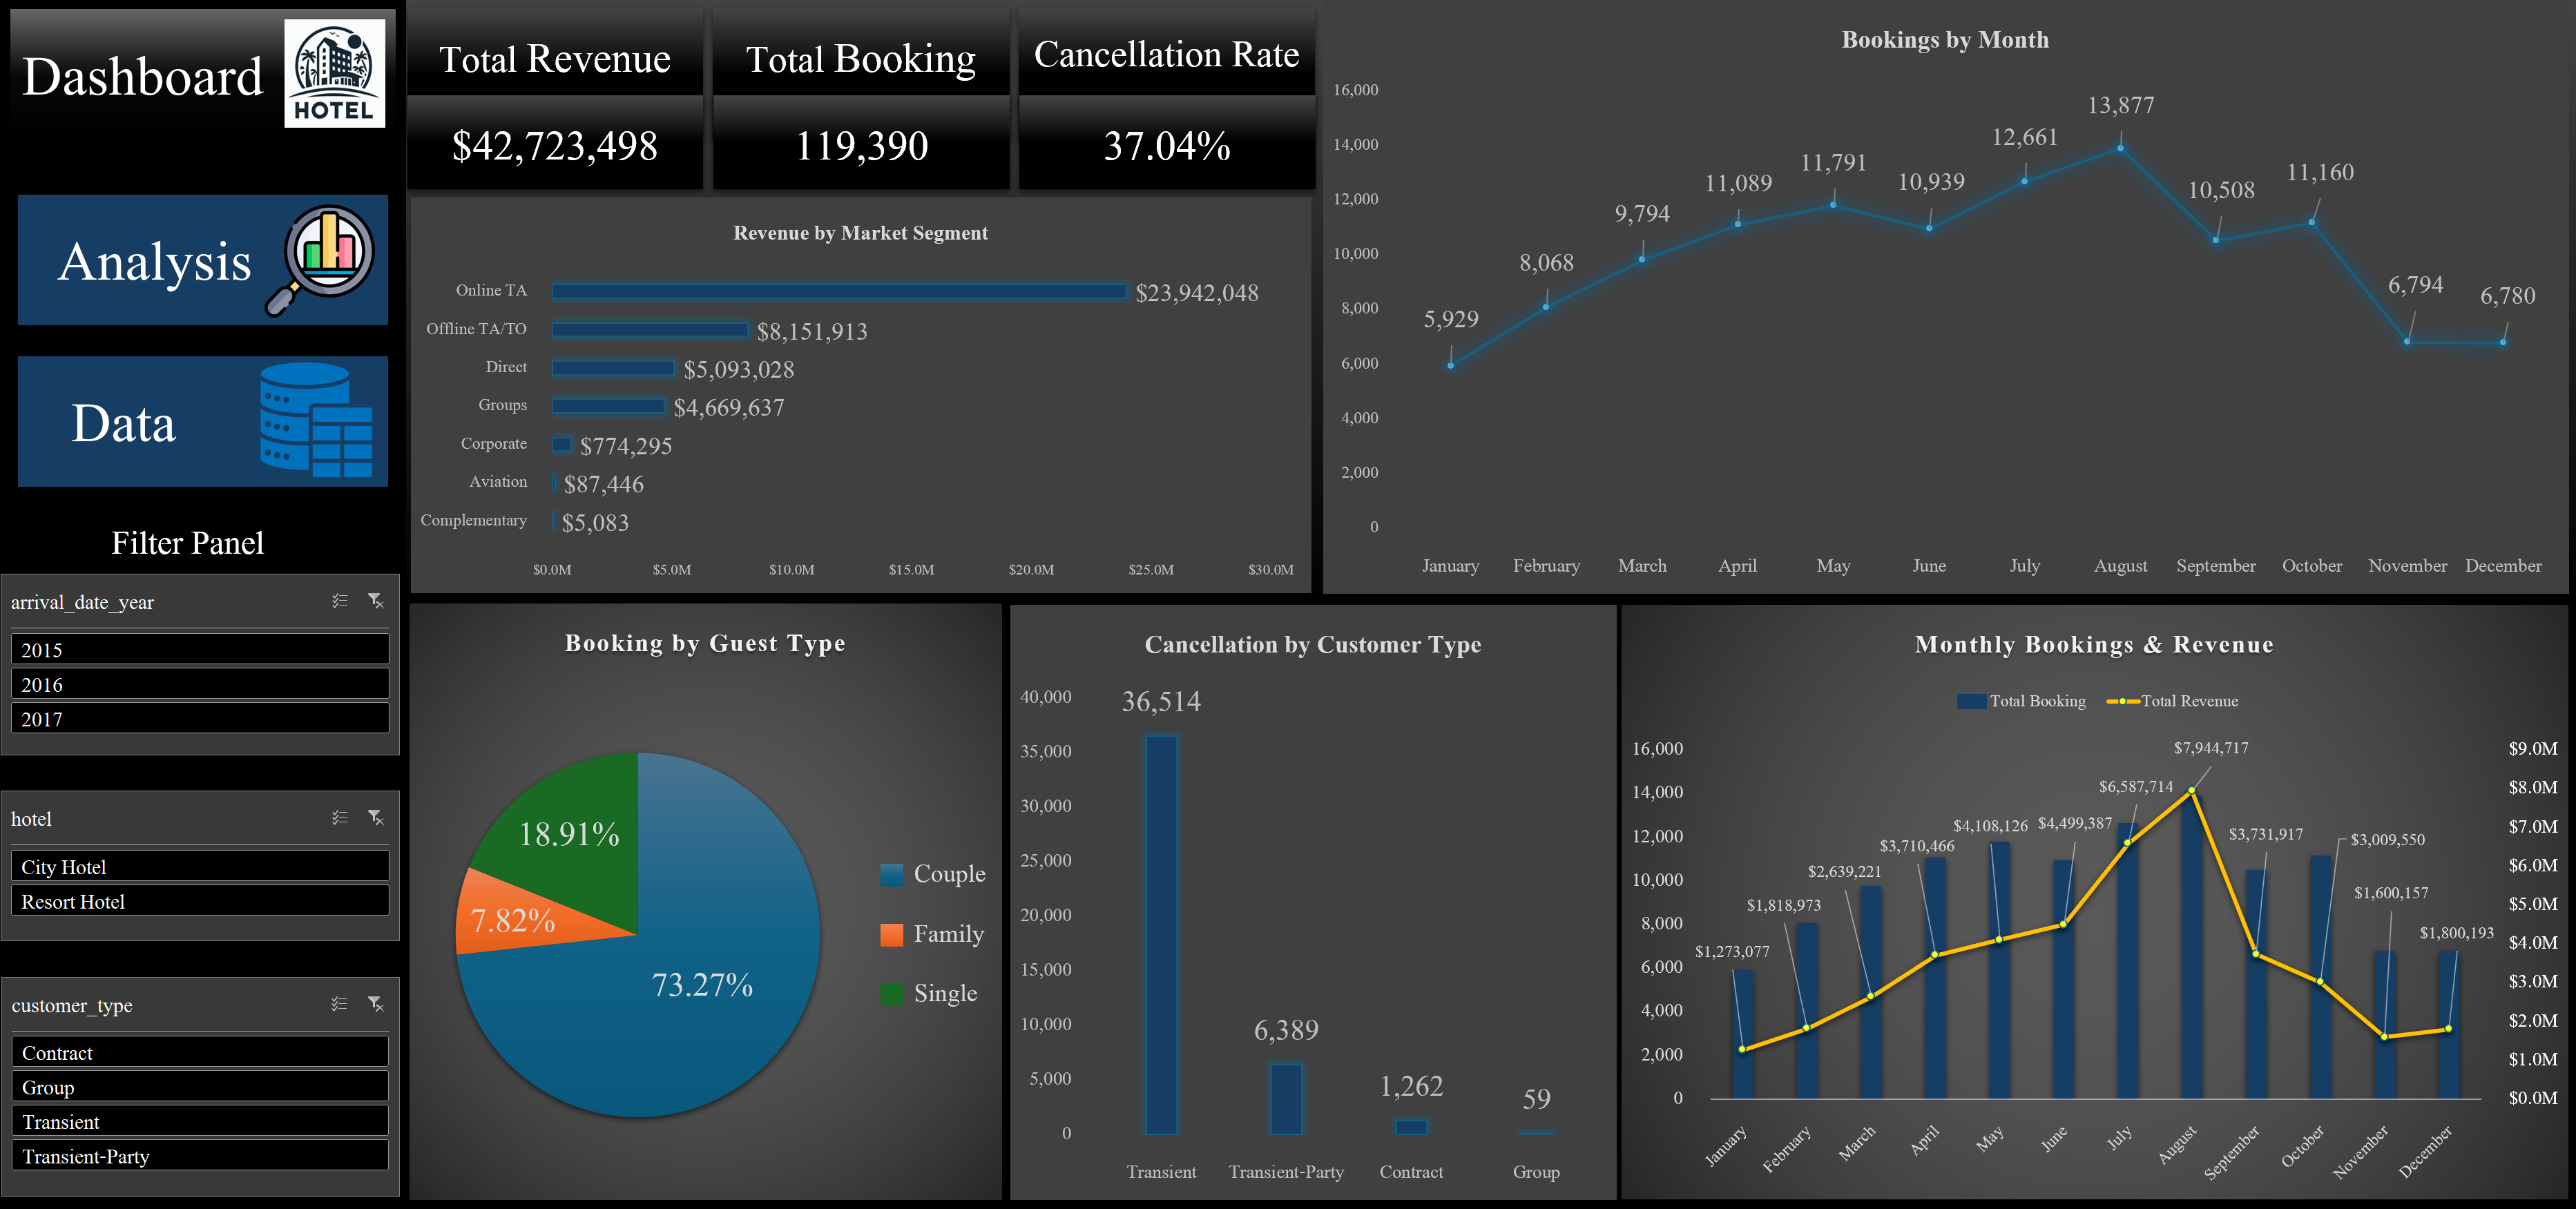 Dashboard
HOTEL
Analysis
Data
Filter Panel
arrival_date_year
2015
2016
2017
hotel
City Hotel
Resort Hotel
customer_type
Contract
Group
Transient
Transient-Party
Total Revenue
$42,723,498
Total Booking
119,390
Cancellation Rate
37.04%
Revenue by Market Segment
Online TA $23,942,048
Offline TA/TO $8,151,913
Direct $5,093,028
Groups $4,669,637
Corporate $774,295
Aviation $87,446
Complementary $5,083
$0.0M $5.0M $10.0M $15.0M $20.0M $25.0M $30.0M
Bookings by Month
16,000
14,000
12,000
10,000
8,000
6,000
4,000
2,000
0
5,929
8,068
9,794
11,089
11,791
10,939
12,661
13,877
10,508
11,160
6,794
6,780
January February March April May June July August September October November December
Booking by Guest Type
18.91%
7.82%
73.27%
Couple
Family
Single
Cancellation by Customer Type
40,000
35,000
30,000
25,000
20,000
15,000
10,000
5,000
0
36,514
6,389
1,262
59
Transient Transient-Party Contract Group
Monthly Bookings & Revenue
Total Booking Total Revenue
16,000
14,000
12,000
10,000
8,000
6,000
4,000
2,000
0
$1,273,077
$1,818,973
$2,639,221
$3,710,466
$4,108,126
$4,499,387
$6,587,714
$7,944,717
$3,731,917
$3,009,550
$1,600,157
$1,800,193
$9.0M
$8.0M
$7.0M
$6.0M
$5.0M
$4.0M
$3.0M
$2.0M
$1.0M
$0.0M
January February March April May June July August September October November December